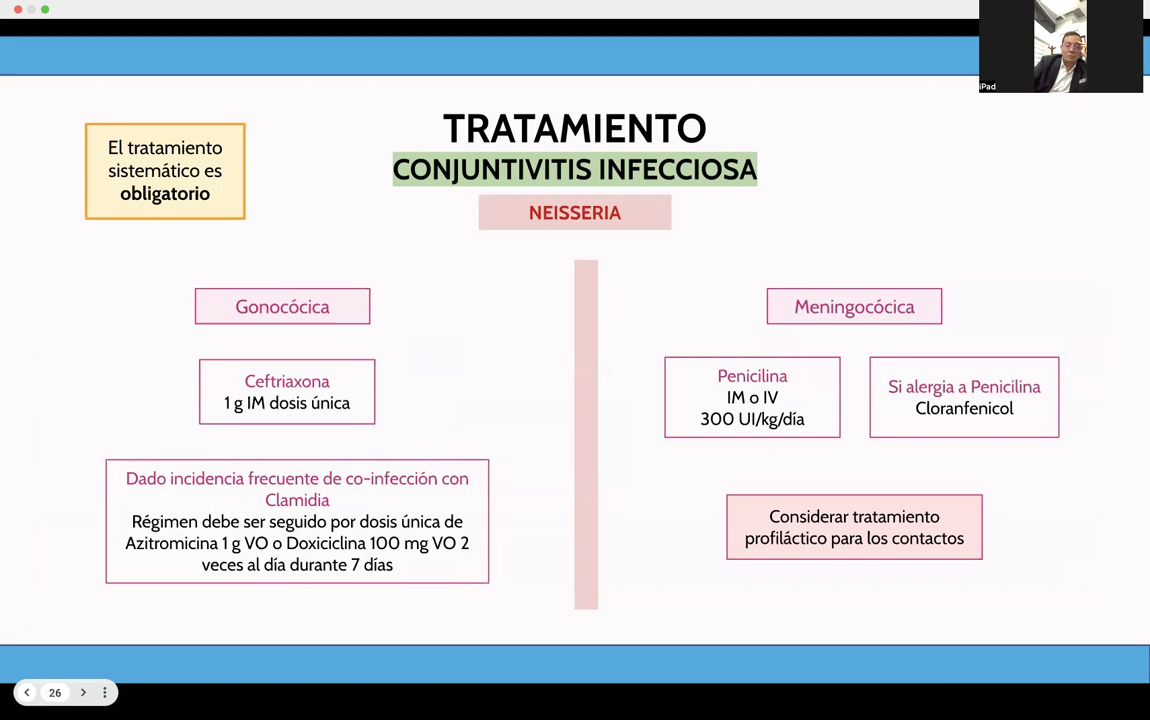 iPad
El tratamiento
sistemático es
obligatorio
TRATAMIENTO
CONJUNTIVITIS INFECCIOSA
NEISSERIA
Gonocócica
Ceftriaxona
1 g IM dosis única
Dado incidencia frecuente de co-infección con
Clamidia
Régimen debe ser seguido por dosis única de
Azitromicina 1 g VO o Doxiciclina 100 mg VO 2
veces al día durante 7 días
Meningocócica
Penicilina
IM o IV
300 UI/kg/día
Si alergia a Penicilina
Cloranfenicol
Considerar tratamiento
profiláctico para los contactos
26